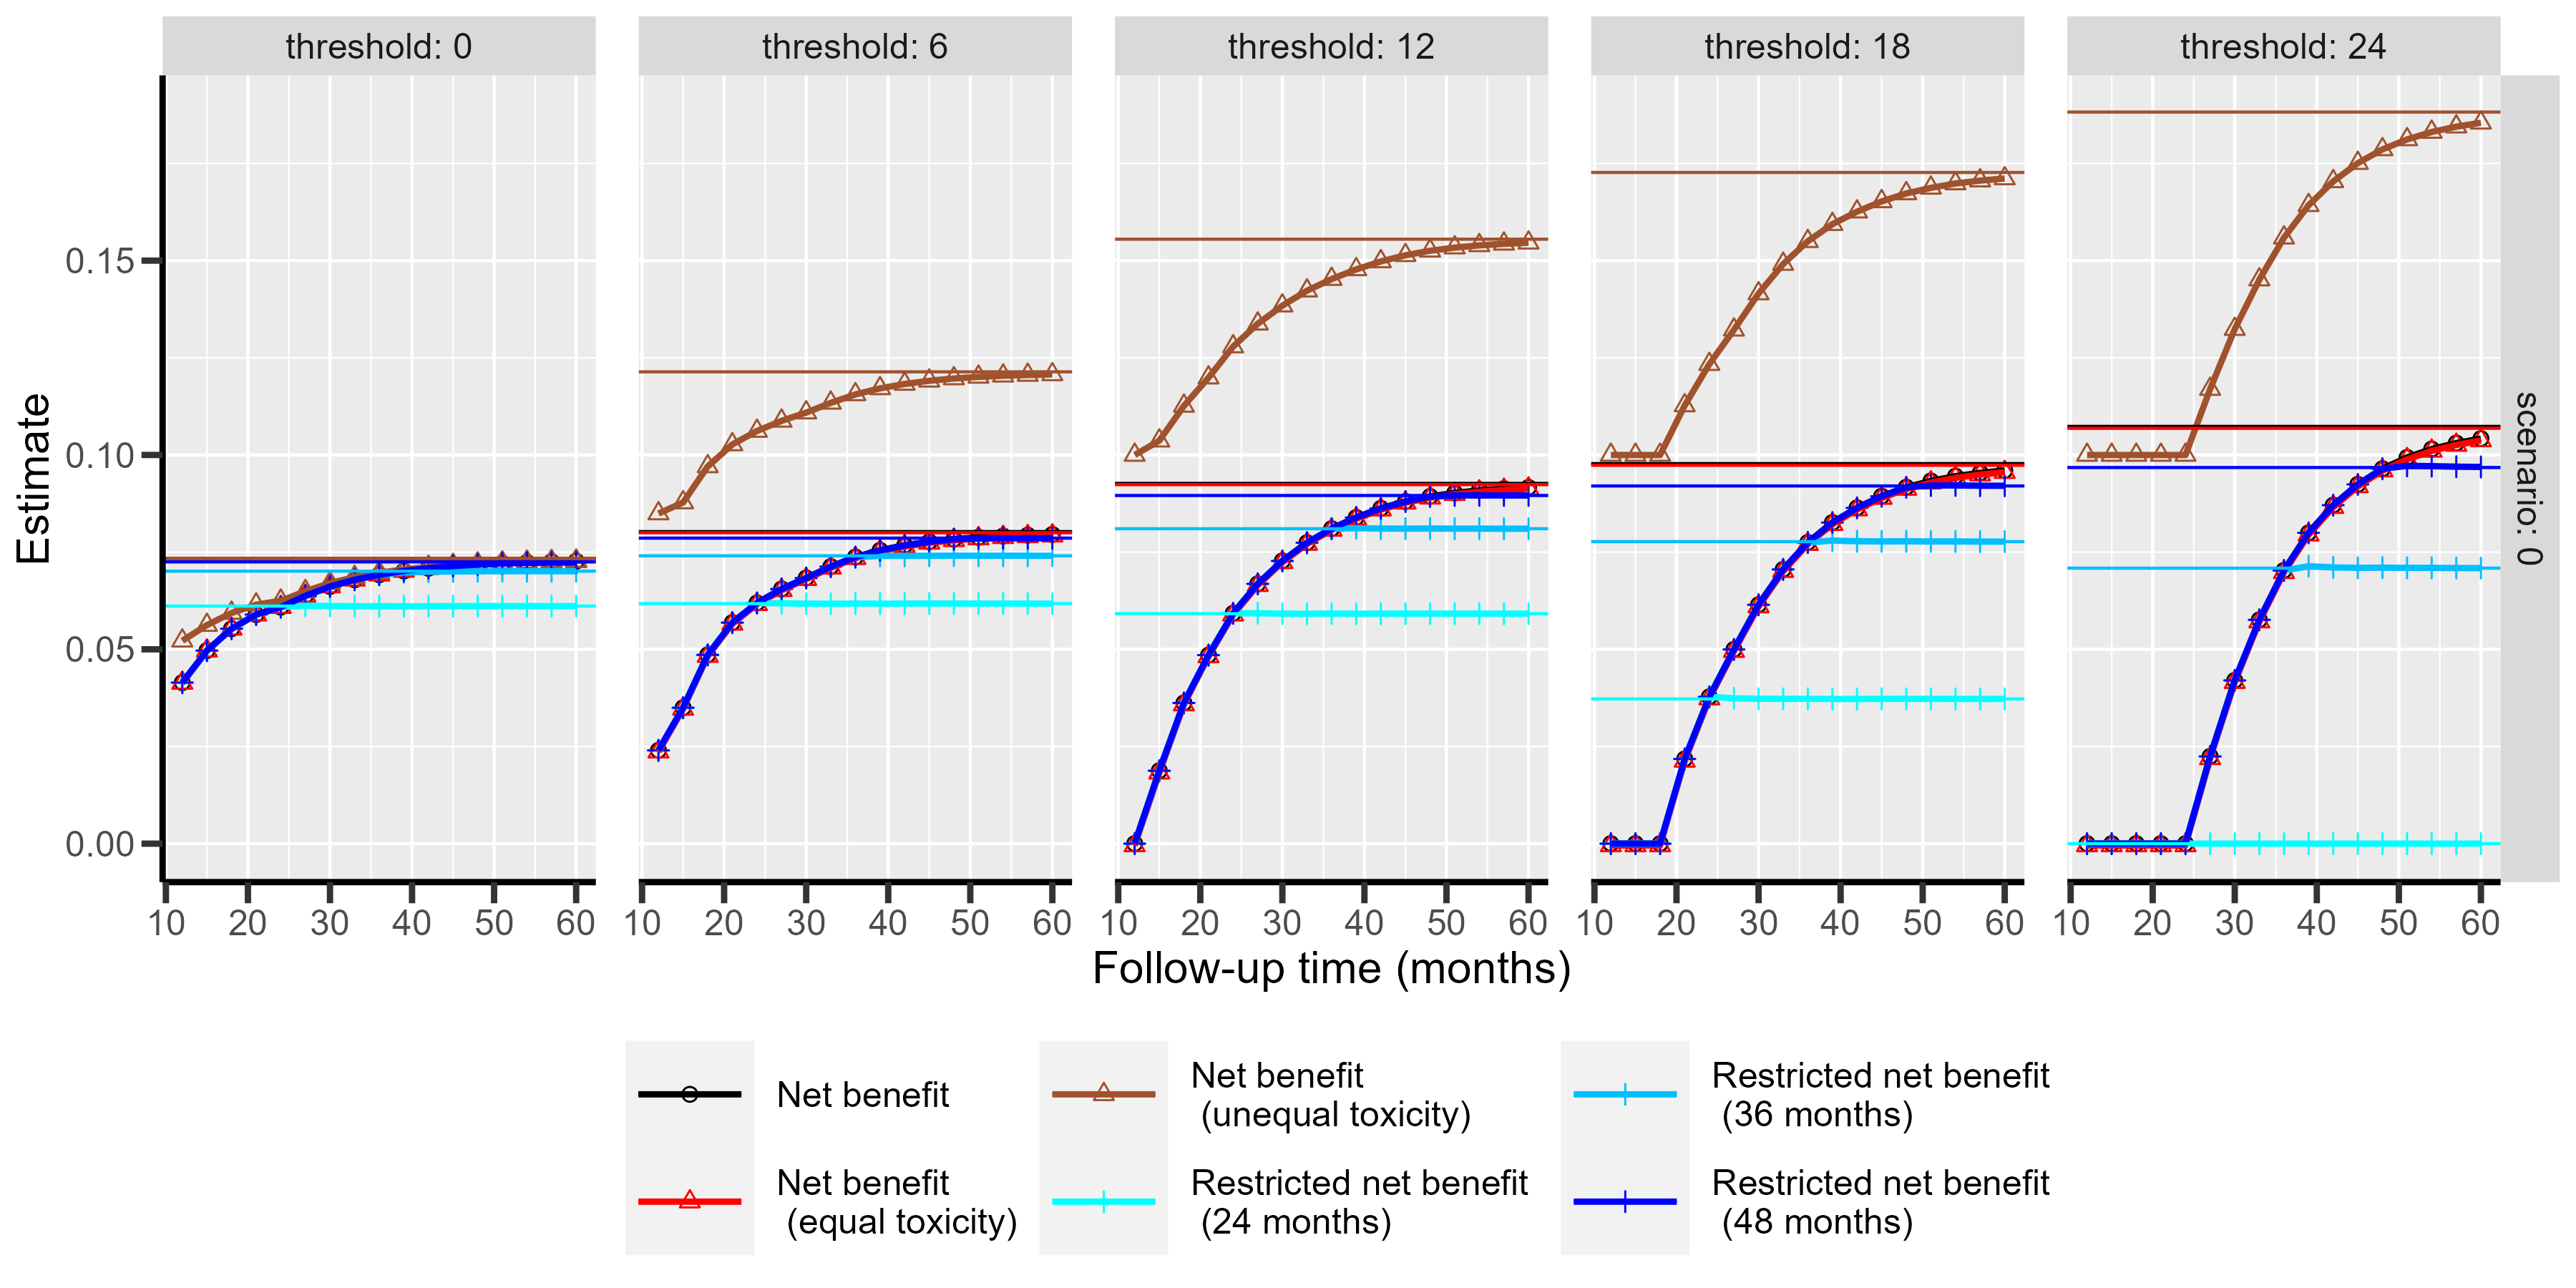 threshold: 0
threshold: 6
threshold: 12
threshold: 18
threshold: 24
scenario: 0
Estimate
0.15
0.10
0.05
0.00
10 20 30 40 50 60
10 20 30 40 50 60
10 20 30 40 50 60
10 20 30 40 50 60
10 20 30 40 50 60
Follow-up time (months)
Net benefit
Net benefit
(equal toxicity)
Net benefit
(unequal toxicity)
Restricted net benefit
(24 months)
Restricted net benefit
(36 months)
Restricted net benefit
(48 months)